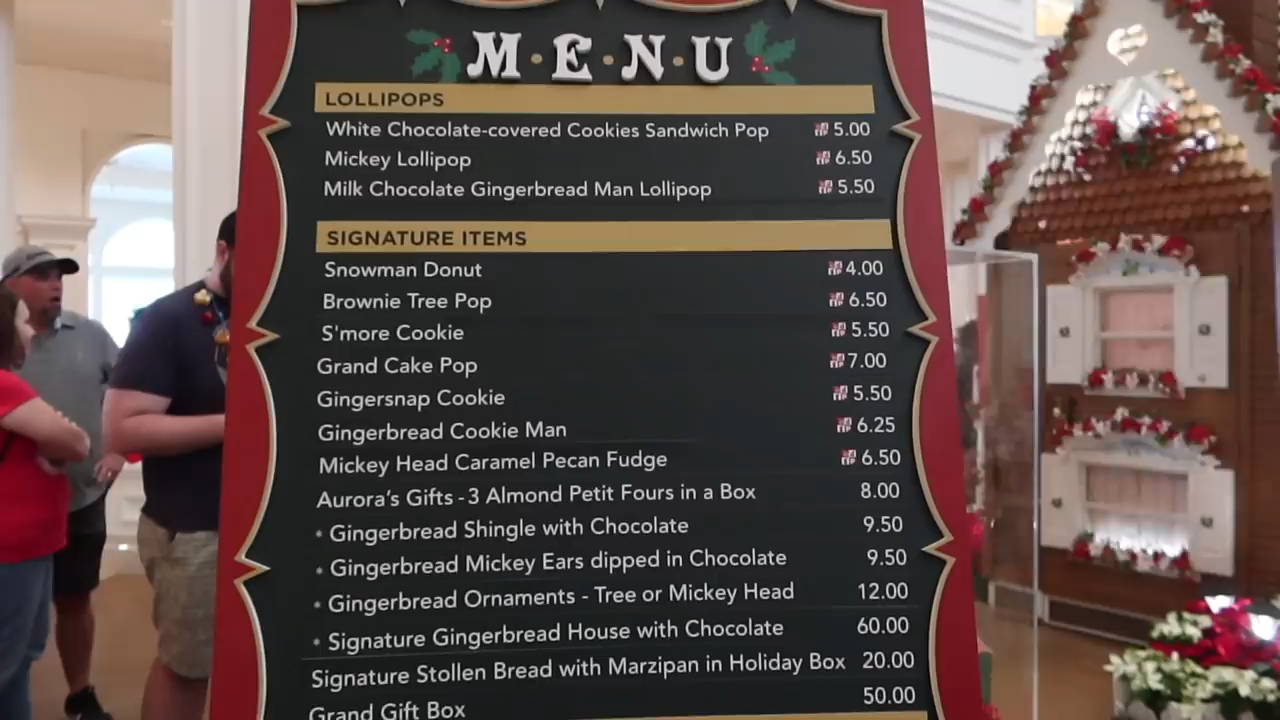 M·E·N·U
LOLLIPOPS
White Chocolate-covered Cookies Sandwich Pop 5.00
Mickey Lollipop 6.50
Milk Chocolate Gingerbread Man Lollipop 5.50
SIGNATURE ITEMS
Snowman Donut 4.00
Brownie Tree Pop 6.50
S'more Cookie 5.50
Grand Cake Pop 7.00
Gingersnap Cookie 5.50
Gingerbread Cookie Man 6.25
Mickey Head Caramel Pecan Fudge 6.50
Aurora's Gifts - 3 Almond Petit Fours in a Box 8.00
• Gingerbread Shingle with Chocolate 9.50
• Gingerbread Mickey Ears dipped in Chocolate 9.50
• Gingerbread Ornaments - Tree or Mickey Head 12.00
• Signature Gingerbread House with Chocolate 60.00
Signature Stollen Bread with Marzipan in Holiday Box 20.00
Grand Gift Box 50.00